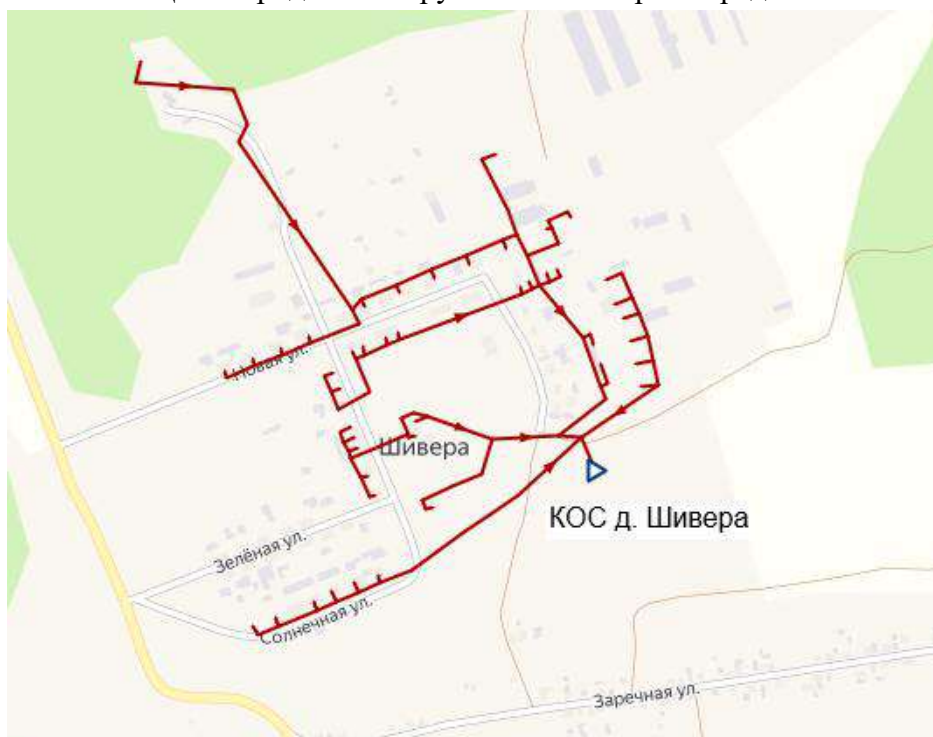 Новая ул.
Шивера
КОС д. Шивера
Зелёная ул.
Солнечная ул.
Заречная ул.